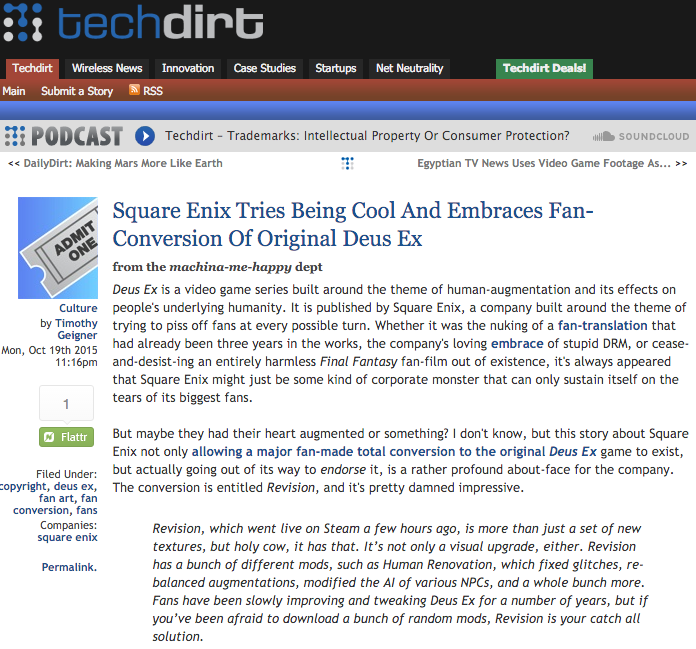 techdirt
Techdirt Wireless News Innovation Case Studies Startups Net Neutrality Techdirt Deals!
Main Submit a Story RSS
PODCAST Techdirt - Trademarks: Intellectual Property Or Consumer Protection? SOUNDCLOUD
<< DailyDirt: Making Mars More Like Earth
Egyptian TV News Uses Video Game Footage As... >>
ADMIT
ONE
Culture
by Timothy
Geigner
Mon, Oct 19th 2015
11:16pm
1
Flattr
Filed Under:
copyright, deus ex,
fan art, fan
conversion, fans
Companies:
square enix
Permalink.
Square Enix Tries Being Cool And Embraces Fan-
Conversion Of Original Deus Ex
from the machina-me-happy dept
Deus Ex is a video game series built around the theme of human-augmentation and its effects on
people's underlying humanity. It is published by Square Enix, a company built around the theme of
trying to piss off fans at every possible turn. Whether it was the nuking of a fan-translation that
had already been three years in the works, the company's loving embrace of stupid DRM, or cease-
and-desist-ing an entirely harmless Final Fantasy fan-film out of existence, it's always appeared
that Square Enix might just be some kind of corporate monster that can only sustain itself on the
tears of its biggest fans.
But maybe they had their heart augmented or something? I don't know, but this story about Square
Enix not only allowing a major fan-made total conversion to the original Deus Ex game to exist,
but actually going out of its way to endorse it, is a rather profound about-face for the company.
The conversion is entitled Revision, and it's pretty damned impressive.
Revision, which went live on Steam a few hours ago, is more than just a set of new
textures, but holy cow, it has that. It's not only a visual upgrade, either. Revision
has a bunch of different mods, such as Human Renovation, which fixed glitches, re-
balanced augmentations, modified the AI of various NPCs, and a whole bunch more.
Fans have been slowly improving and tweaking Deus Ex for a number of years, but if
you've been afraid to download a bunch of random mods, Revision is your catch all
solution.